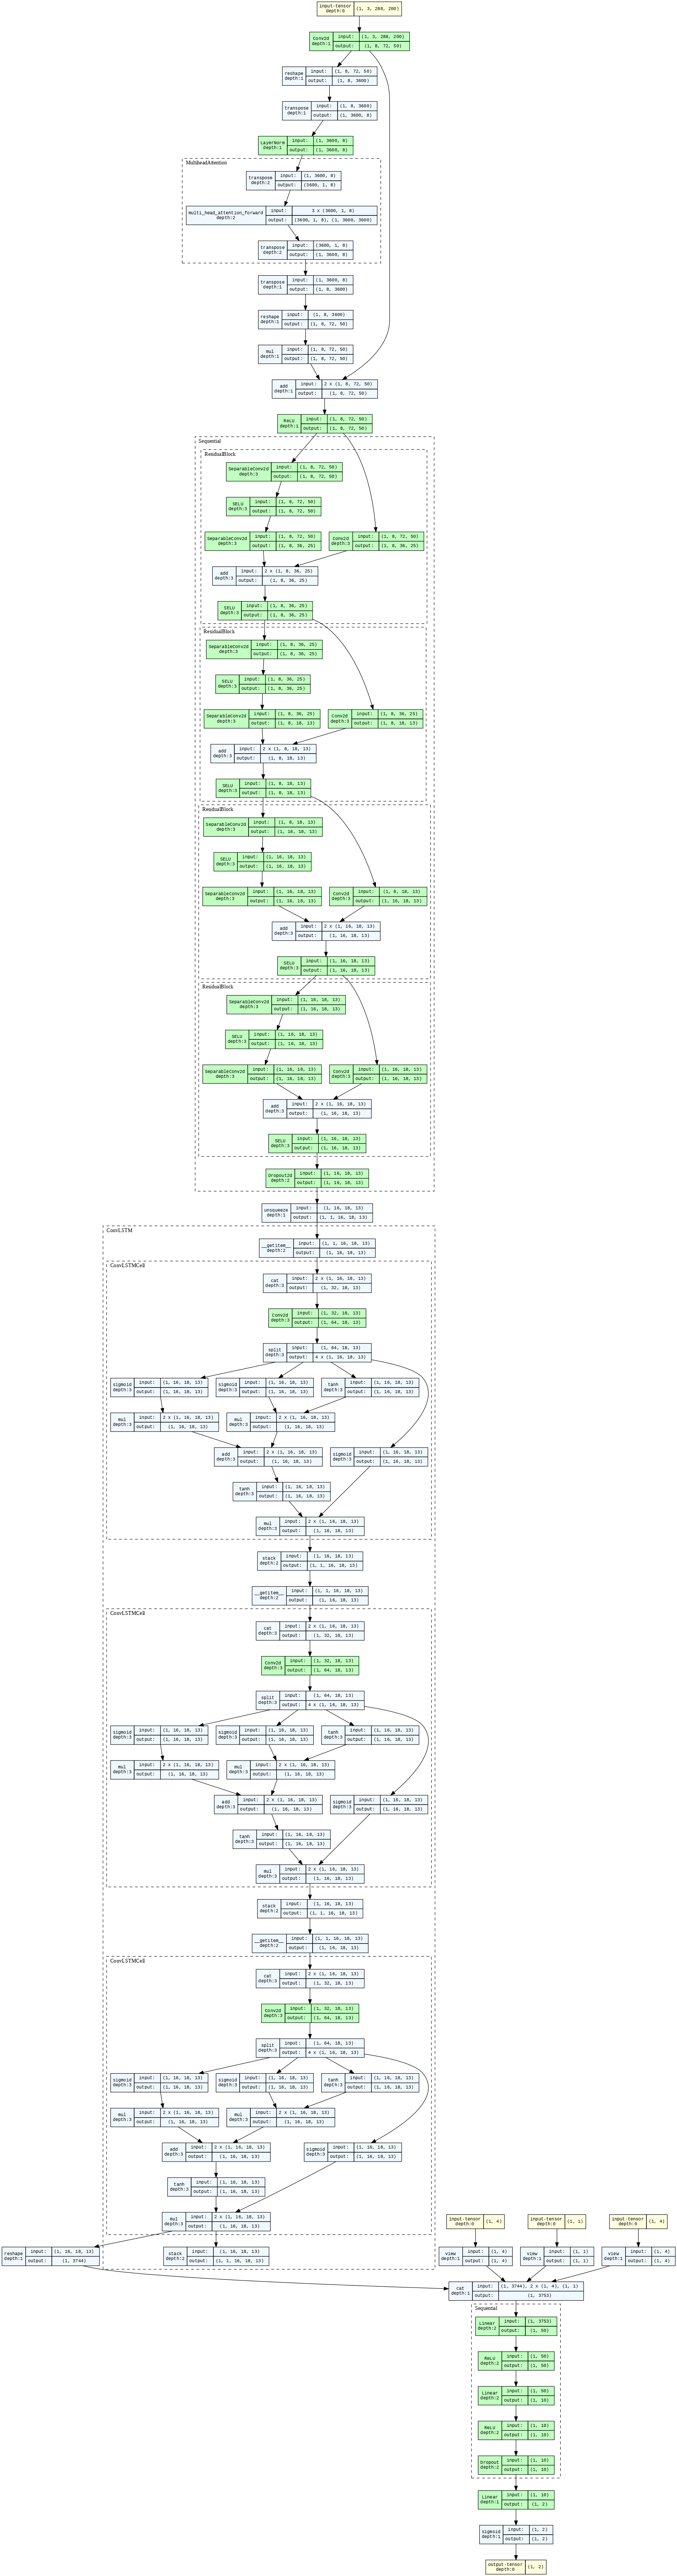 input-tensor
depth:0 (1, 3, 288, 200)
Conv2d input: (1, 3, 288, 200)
depth:1 output: (1, 8, 72, 50)
reshape input: (1, 8, 72, 50)
depth:1 output: (1, 8, 3600)
transpose input: (1, 8, 3600)
depth:1 output: (1, 3600, 8)
LayerNorm input: (1, 3600, 8)
depth:1 output: (1, 3600, 8)
MultiheadAttention
transpose input: (1, 3600, 8)
depth:2 output: (3600, 1, 8)
multi_head_attention_forward input: 3 x (3600, 1, 8)
depth:2 output: (3600, 1, 8), (1, 3600, 3600)
transpose input: (3600, 1, 8)
depth:2 output: (1, 3600, 8)
transpose input: (1, 3600, 8)
depth:1 output: (1, 8, 3600)
reshape input: (1, 8, 3600)
depth:1 output: (1, 8, 72, 50)
mul input: (1, 8, 72, 50)
depth:1 output: (1, 8, 72, 50)
add input: 2 x (1, 8, 72, 50)
depth:1 output: (1, 8, 72, 50)
ReLU input: (1, 8, 72, 50)
depth:1 output: (1, 8, 72, 50)
Sequential
ResidualBlock
SeparableConv2d input: (1, 8, 72, 50)
depth:3 output: (1, 8, 72, 50)
SELU input: (1, 8, 72, 50)
depth:3 output: (1, 8, 72, 50)
SeparableConv2d input: (1, 8, 72, 50)
depth:3 output: (1, 8, 36, 25)
Conv2d input: (1, 8, 72, 50)
depth:3 output: (1, 8, 36, 25)
add input: 2 x (1, 8, 36, 25)
depth:3 output: (1, 8, 36, 25)
SELU input: (1, 8, 36, 25)
depth:3 output: (1, 8, 36, 25)
ResidualBlock
SeparableConv2d input: (1, 8, 36, 25)
depth:3 output: (1, 8, 36, 25)
SELU input: (1, 8, 36, 25)
depth:3 output: (1, 8, 36, 25)
SeparableConv2d input: (1, 8, 36, 25)
depth:3 output: (1, 8, 18, 13)
Conv2d input: (1, 8, 36, 25)
depth:3 output: (1, 8, 18, 13)
add input: 2 x (1, 8, 18, 13)
depth:3 output: (1, 8, 18, 13)
SELU input: (1, 8, 18, 13)
depth:3 output: (1, 8, 18, 13)
ResidualBlock
SeparableConv2d input: (1, 8, 18, 13)
depth:3 output: (1, 16, 18, 13)
SELU input: (1, 16, 18, 13)
depth:3 output: (1, 16, 18, 13)
SeparableConv2d input: (1, 16, 18, 13)
depth:3 output: (1, 16, 18, 13)
Conv2d input: (1, 8, 18, 13)
depth:3 output: (1, 16, 18, 13)
add input: 2 x (1, 16, 18, 13)
depth:3 output: (1, 16, 18, 13)
SELU input: (1, 16, 18, 13)
depth:3 output: (1, 16, 18, 13)
ResidualBlock
SeparableConv2d input: (1, 16, 18, 13)
depth:3 output: (1, 16, 18, 13)
SELU input: (1, 16, 18, 13)
depth:3 output: (1, 16, 18, 13)
SeparableConv2d input: (1, 16, 18, 13)
depth:3 output: (1, 16, 18, 13)
Conv2d input: (1, 16, 18, 13)
depth:3 output: (1, 16, 18, 13)
add input: 2 x (1, 16, 18, 13)
depth:3 output: (1, 16, 18, 13)
SELU input: (1, 16, 18, 13)
depth:3 output: (1, 16, 18, 13)
Dropout2d input: (1, 16, 18, 13)
depth:2 output: (1, 16, 18, 13)
unsqueeze input: (1, 16, 18, 13)
depth:1 output: (1, 1, 16, 18, 13)
ConvLSTM
__getitem__ input: (1, 1, 16, 18, 13)
depth:2 output: (1, 16, 18, 13)
ConvLSTMCell
cat input: 2 x (1, 16, 18, 13)
depth:3 output: (1, 32, 18, 13)
Conv2d input: (1, 32, 18, 13)
depth:3 output: (1, 64, 18, 13)
split input: (1, 64, 18, 13)
depth:3 output: 4 x (1, 16, 18, 13)
sigmoid input: (1, 16, 18, 13)
depth:3 output: (1, 16, 18, 13)
sigmoid input: (1, 16, 18, 13)
depth:3 output: (1, 16, 18, 13)
tanh input: (1, 16, 18, 13)
depth:3 output: (1, 16, 18, 13)
mul input: 2 x (1, 16, 18, 13)
depth:3 output: (1, 16, 18, 13)
mul input: 2 x (1, 16, 18, 13)
depth:3 output: (1, 16, 18, 13)
add input: 2 x (1, 16, 18, 13)
depth:3 output: (1, 16, 18, 13)
sigmoid input: (1, 16, 18, 13)
depth:3 output: (1, 16, 18, 13)
tanh input: (1, 16, 18, 13)
depth:3 output: (1, 16, 18, 13)
mul input: 2 x (1, 16, 18, 13)
depth:3 output: (1, 16, 18, 13)
stack input: (1, 16, 18, 13)
depth:2 output: (1, 1, 16, 18, 13)
__getitem__ input: (1, 1, 16, 18, 13)
depth:2 output: (1, 16, 18, 13)
ConvLSTMCell
cat input: 2 x (1, 16, 18, 13)
depth:3 output: (1, 32, 18, 13)
Conv2d input: (1, 32, 18, 13)
depth:3 output: (1, 64, 18, 13)
split input: (1, 64, 18, 13)
depth:3 output: 4 x (1, 16, 18, 13)
sigmoid input: (1, 16, 18, 13)
depth:3 output: (1, 16, 18, 13)
sigmoid input: (1, 16, 18, 13)
depth:3 output: (1, 16, 18, 13)
tanh input: (1, 16, 18, 13)
depth:3 output: (1, 16, 18, 13)
mul input: 2 x (1, 16, 18, 13)
depth:3 output: (1, 16, 18, 13)
mul input: 2 x (1, 16, 18, 13)
depth:3 output: (1, 16, 18, 13)
add input: 2 x (1, 16, 18, 13)
depth:3 output: (1, 16, 18, 13)
sigmoid input: (1, 16, 18, 13)
depth:3 output: (1, 16, 18, 13)
tanh input: (1, 16, 18, 13)
depth:3 output: (1, 16, 18, 13)
mul input: 2 x (1, 16, 18, 13)
depth:3 output: (1, 16, 18, 13)
stack input: (1, 16, 18, 13)
depth:2 output: (1, 1, 16, 18, 13)
__getitem__ input: (1, 1, 16, 18, 13)
depth:2 output: (1, 16, 18, 13)
ConvLSTMCell
cat input: 2 x (1, 16, 18, 13)
depth:3 output: (1, 32, 18, 13)
Conv2d input: (1, 32, 18, 13)
depth:3 output: (1, 64, 18, 13)
split input: (1, 64, 18, 13)
depth:3 output: 4 x (1, 16, 18, 13)
sigmoid input: (1, 16, 18, 13)
depth:3 output: (1, 16, 18, 13)
sigmoid input: (1, 16, 18, 13)
depth:3 output: (1, 16, 18, 13)
tanh input: (1, 16, 18, 13)
depth:3 output: (1, 16, 18, 13)
mul input: 2 x (1, 16, 18, 13)
depth:3 output: (1, 16, 18, 13)
mul input: 2 x (1, 16, 18, 13)
depth:3 output: (1, 16, 18, 13)
add input: 2 x (1, 16, 18, 13)
depth:3 output: (1, 16, 18, 13)
sigmoid input: (1, 16, 18, 13)
depth:3 output: (1, 16, 18, 13)
tanh input: (1, 16, 18, 13)
depth:3 output: (1, 16, 18, 13)
mul input: 2 x (1, 16, 18, 13)
depth:3 output: (1, 16, 18, 13)
input-tensor
depth:0 (1, 4)
input-tensor
depth:0 (1, 1)
input-tensor
depth:0 (1, 4)
reshape input: (1, 16, 18, 13)
depth:1 output: (1, 3744)
stack input: (1, 16, 18, 13)
depth:2 output: (1, 1, 16, 18, 13)
view input: (1, 4)
depth:1 output: (1, 4)
view input: (1, 1)
depth:1 output: (1, 1)
view input: (1, 4)
depth:1 output: (1, 4)
cat input: (1, 3744), 2 x (1, 4), (1, 1)
depth:1 output: (1, 3753)
Sequential
Linear input: (1, 3753)
depth:2 output: (1, 50)
ReLU input: (1, 50)
depth:2 output: (1, 50)
Linear input: (1, 50)
depth:2 output: (1, 10)
ReLU input: (1, 10)
depth:2 output: (1, 10)
Dropout input: (1, 10)
depth:2 output: (1, 10)
Linear input: (1, 10)
depth:1 output: (1, 2)
sigmoid input: (1, 2)
depth:1 output: (1, 2)
output-tensor
depth:0 (1, 2)